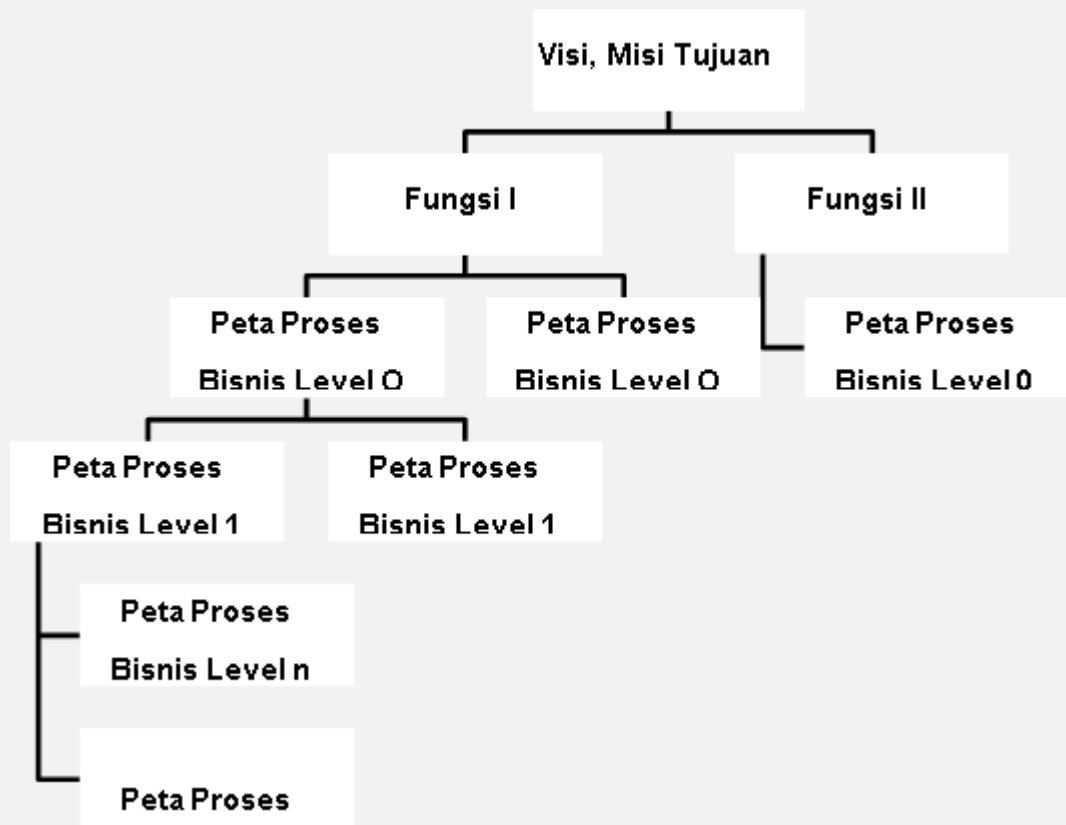 Visi, Misi Tujuan
Fungsi I
Fungsi II
Peta Proses
Bisnis Level O
Peta Proses
Bisnis Level O
Peta Proses
Bisnis Level 0
Peta Proses
Bisnis Level 1
Peta Proses
Bisnis Level 1
Peta Proses
Bisnis Level n
Peta Proses